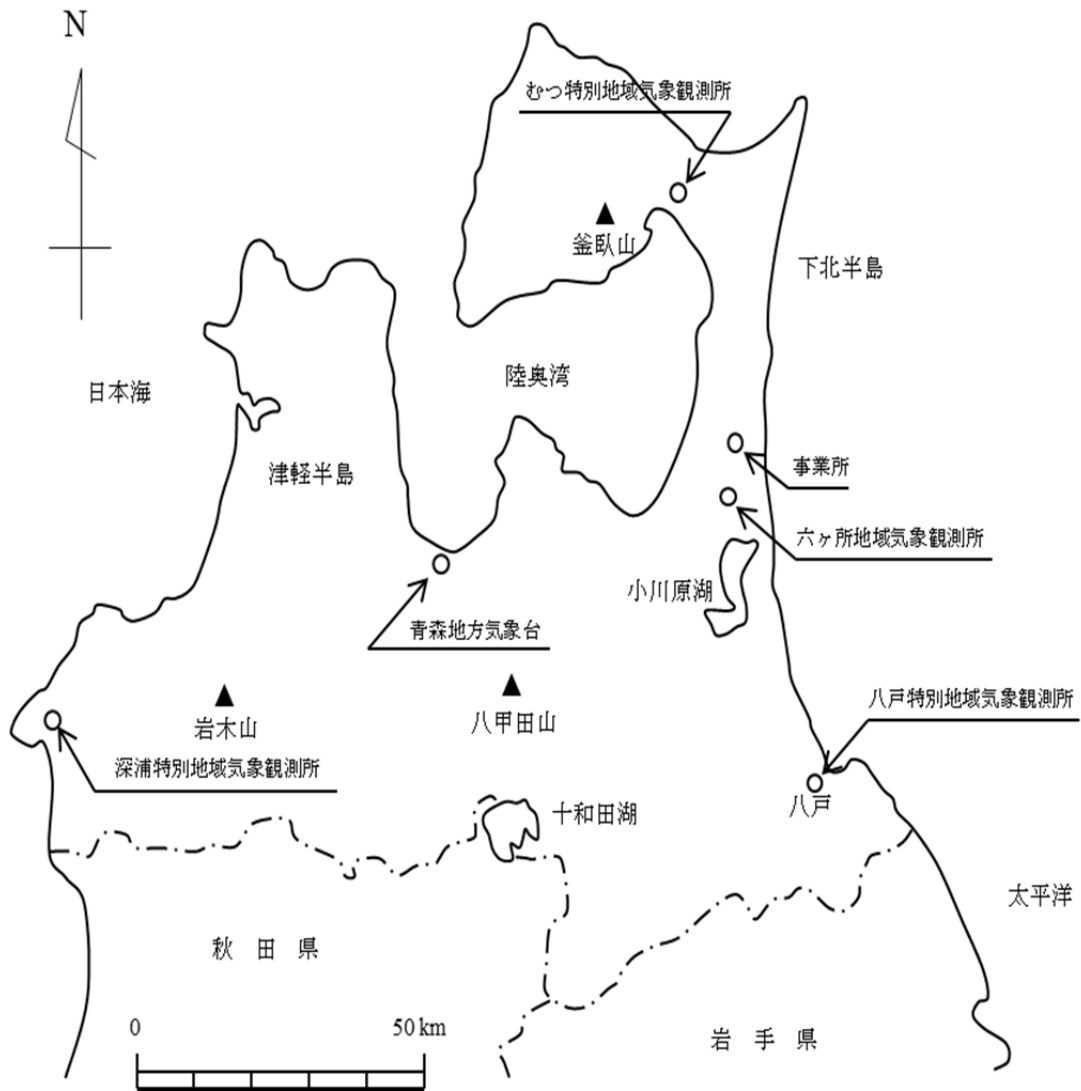 N
むつ特別地域気象観測所
釜臥山
下北半島
日本海
陸奥湾
津軽半島
事業所
六ヶ所地域気象観測所
小川原湖
青森地方気象台
八戸特別地域気象観測所
岩木山
八甲田山
深浦特別地域気象観測所
十和田湖
八戸
太平洋
秋田県
岩手県
0
50km